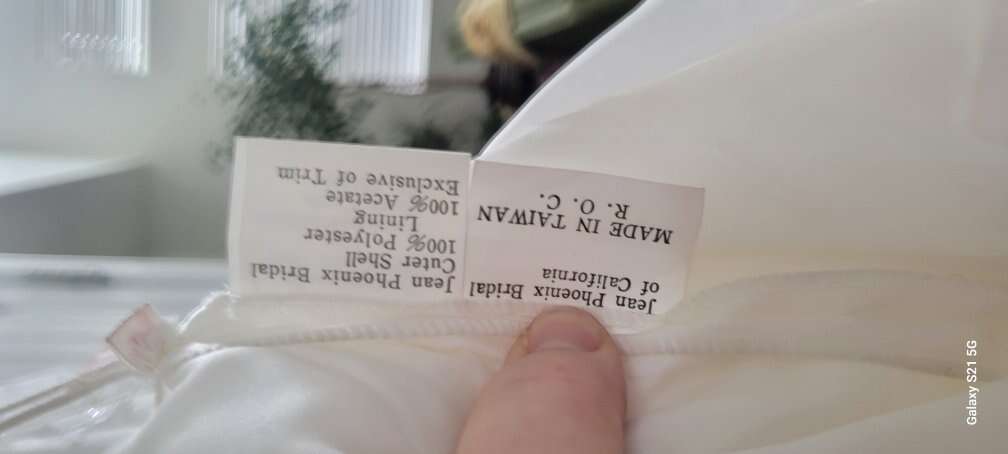 Jean Phoenix Bridal
Cuter Shell
100% Polyester
Lining
100% Acetate
Exclusive of Trim
Jean Phoenix Bridal
of California
MADE IN TAIWAN
R. O. C.
Galaxy S21 5G